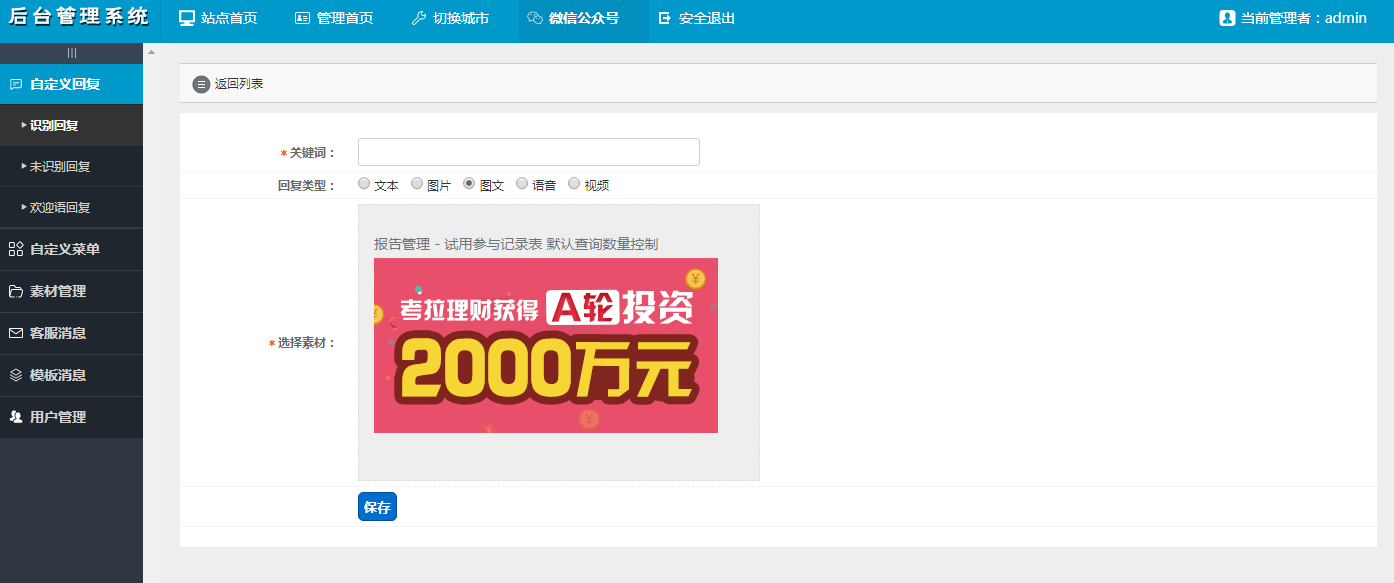 后台管理系统
站点首页
管理首页
切换城市
微信公众号
安全退出
当前管理者：admin
自定义回复
识别回复
未识别回复
欢迎语回复
自定义菜单
素材管理
客服消息
模板消息
用户管理
返回列表
*关键词：
回复类型： 文本 图片 图文 语音 视频
*选择素材：
报告管理 - 试用参与记录表 默认查询数量控制
考拉理财获得A轮投资
2000万元
保存